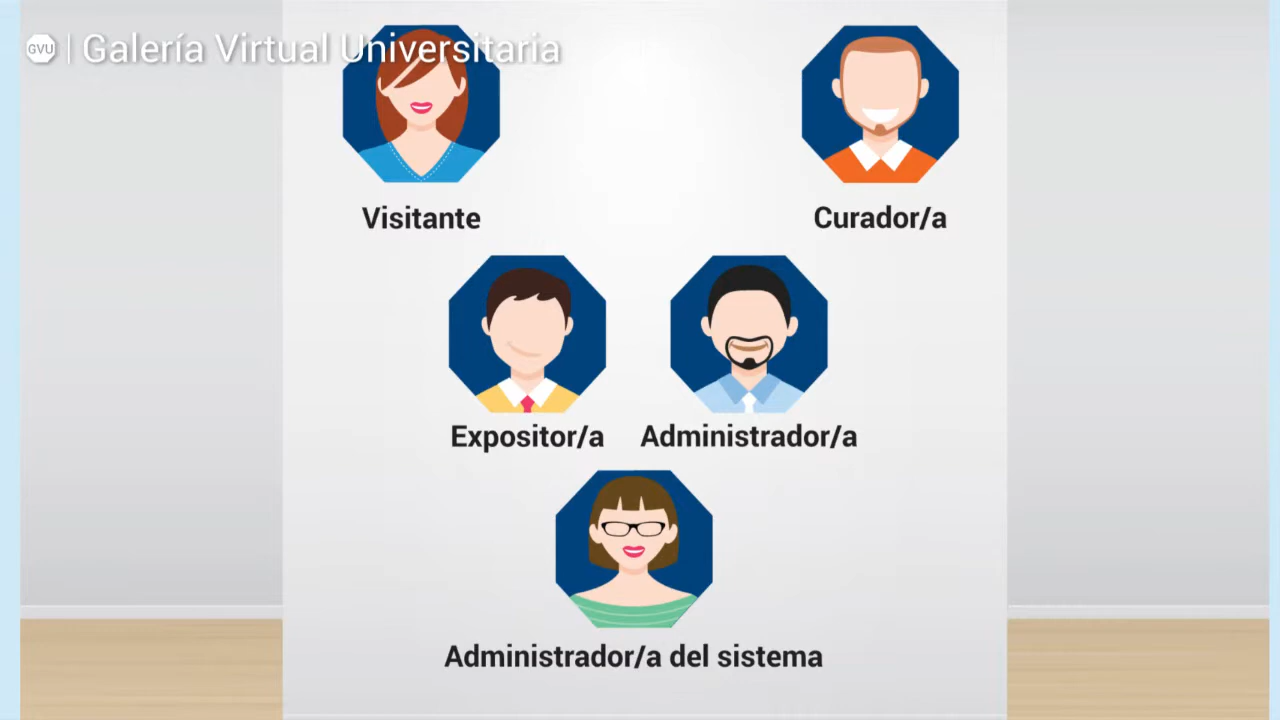 GVU | Galería Virtual Universitaria
Visitante
Curador/a
Expositor/a
Administrador/a
Administrador/a del sistema